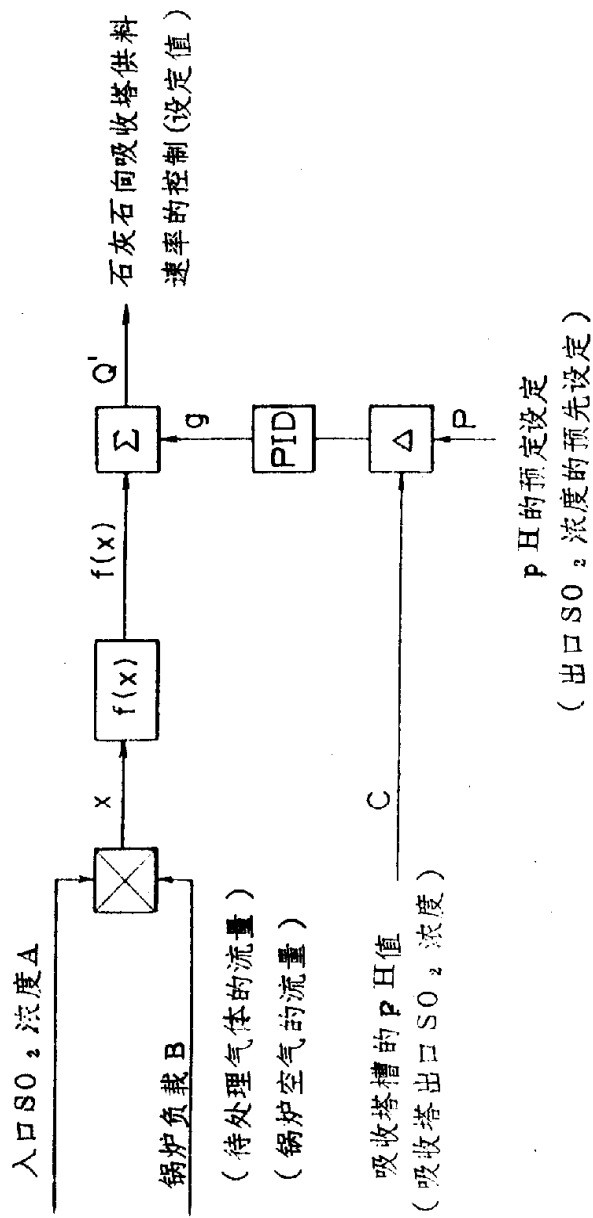 入口SO₂浓度A
锅炉负载B
(待处理气体的流量)
(锅炉空气的流量)
x
f(x)
f(x)
Σ
Q'
石灰石向吸收塔供料
速率的控制(设定值)
g
PID
Δ
P
C
吸收塔槽的pH值
(吸收塔出口SO₂浓度)
pH的预定设定
(出口SO₂浓度的预先设定)